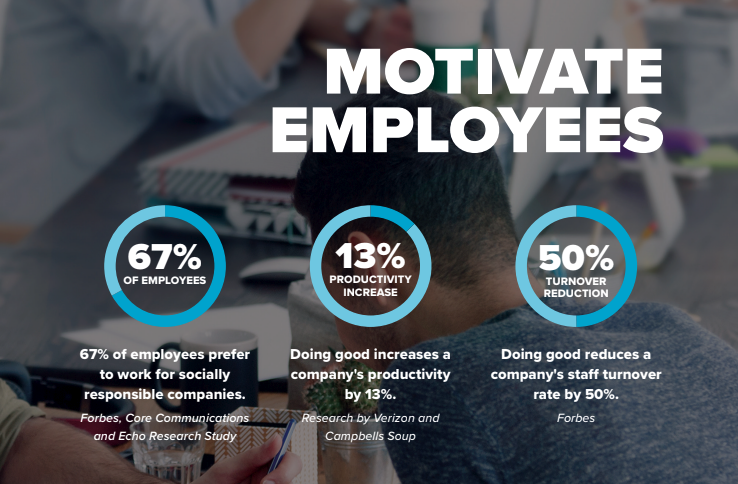 MOTIVATE
EMPLOYEES
67%
OF EMPLOYEES
67% of employees prefer
to work for socially
responsible companies.
Forbes, Core Communications
and Echo Research Study
13%
PRODUCTIVITY
INCREASE
Doing good increases a
company's productivity
by 13%.
Research by Verizon and
Campbells Soup
50%
TURNOVER
REDUCTION
Doing good reduces a
company's staff turnover
rate by 50%.
Forbes